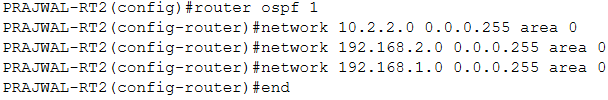 PRAJWAL-RT2(config)#router ospf 1
PRAJWAL-RT2(config-router)#network 10.2.2.0 0.0.0.255 area 0
PRAJWAL-RT2(config-router)#network 192.168.2.0 0.0.0.255 area 0
PRAJWAL-RT2(config-router)#network 192.168.1.0 0.0.0.255 area 0
PRAJWAL-RT2(config-router)#end